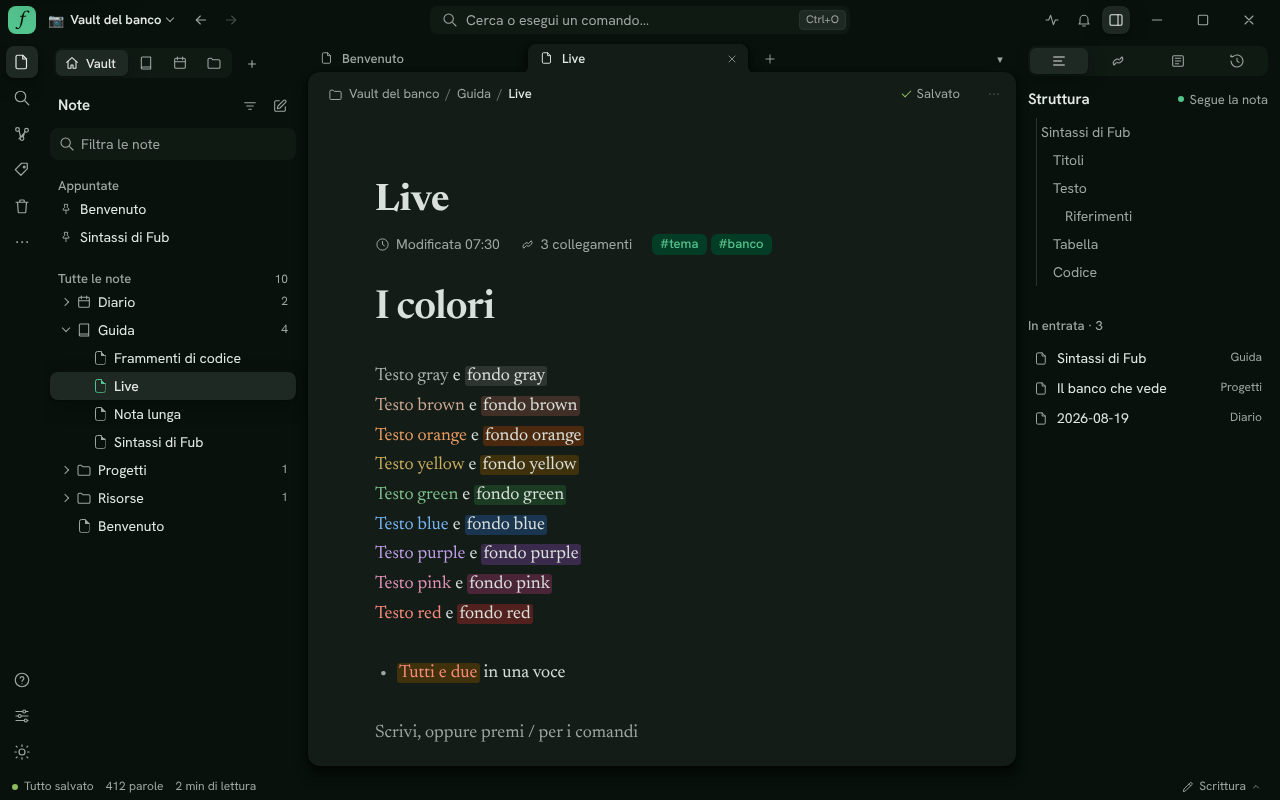 f
Vault del banco
Cerca o esegui un comando...
Ctrl+O
Vault
Note
Filtra le note
Appuntate
Benvenuto
Sintassi di Fub
Tutte le note 10
Diario 2
Guida 4
Frammenti di codice
Live
Nota lunga
Sintassi di Fub
Progetti 1
Risorse 1
Benvenuto
Benvenuto
Live
Vault del banco / Guida / Live
Salvato
Live
Modificata 07:30
3 collegamenti
#tema #banco
I colori
Testo gray e fondo gray
Testo brown e fondo brown
Testo orange e fondo orange
Testo yellow e fondo yellow
Testo green e fondo green
Testo blue e fondo blue
Testo purple e fondo purple
Testo pink e fondo pink
Testo red e fondo red
• Tutti e due in una voce
Scrivi, oppure premi / per i comandi
Struttura
Segue la nota
Sintassi di Fub
Titoli
Testo
Riferimenti
Tabella
Codice
In entrata · 3
Sintassi di Fub Guida
Il banco che vede Progetti
2026-08-19 Diario
Tutto salvato 412 parole 2 min di lettura
Scrittura